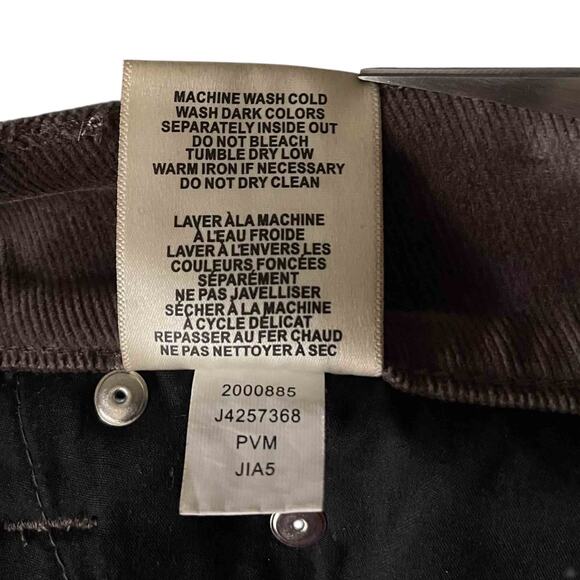 MACHINE WASH COLD
WASH DARK COLORS
SEPARATELY INSIDE OUT
DO NOT BLEACH
TUMBLE DRY LOW
WARM IRON IF NECESSARY
DO NOT DRY CLEAN
LAVER ÀLA MACHINE
À L'EAU FROIDE
LAVER À L'ENVERS LES
COULEURS FONCÉES
SÉPARÉMENT
NE PAS JAVELLISER
SÉCHER À LA MACHINE
À CYCLE DÉLICAT
REPASSER AU FER CHAUD
NE PAS NETTOYER À SEC
2000885
J4257368
PVM
JIA5